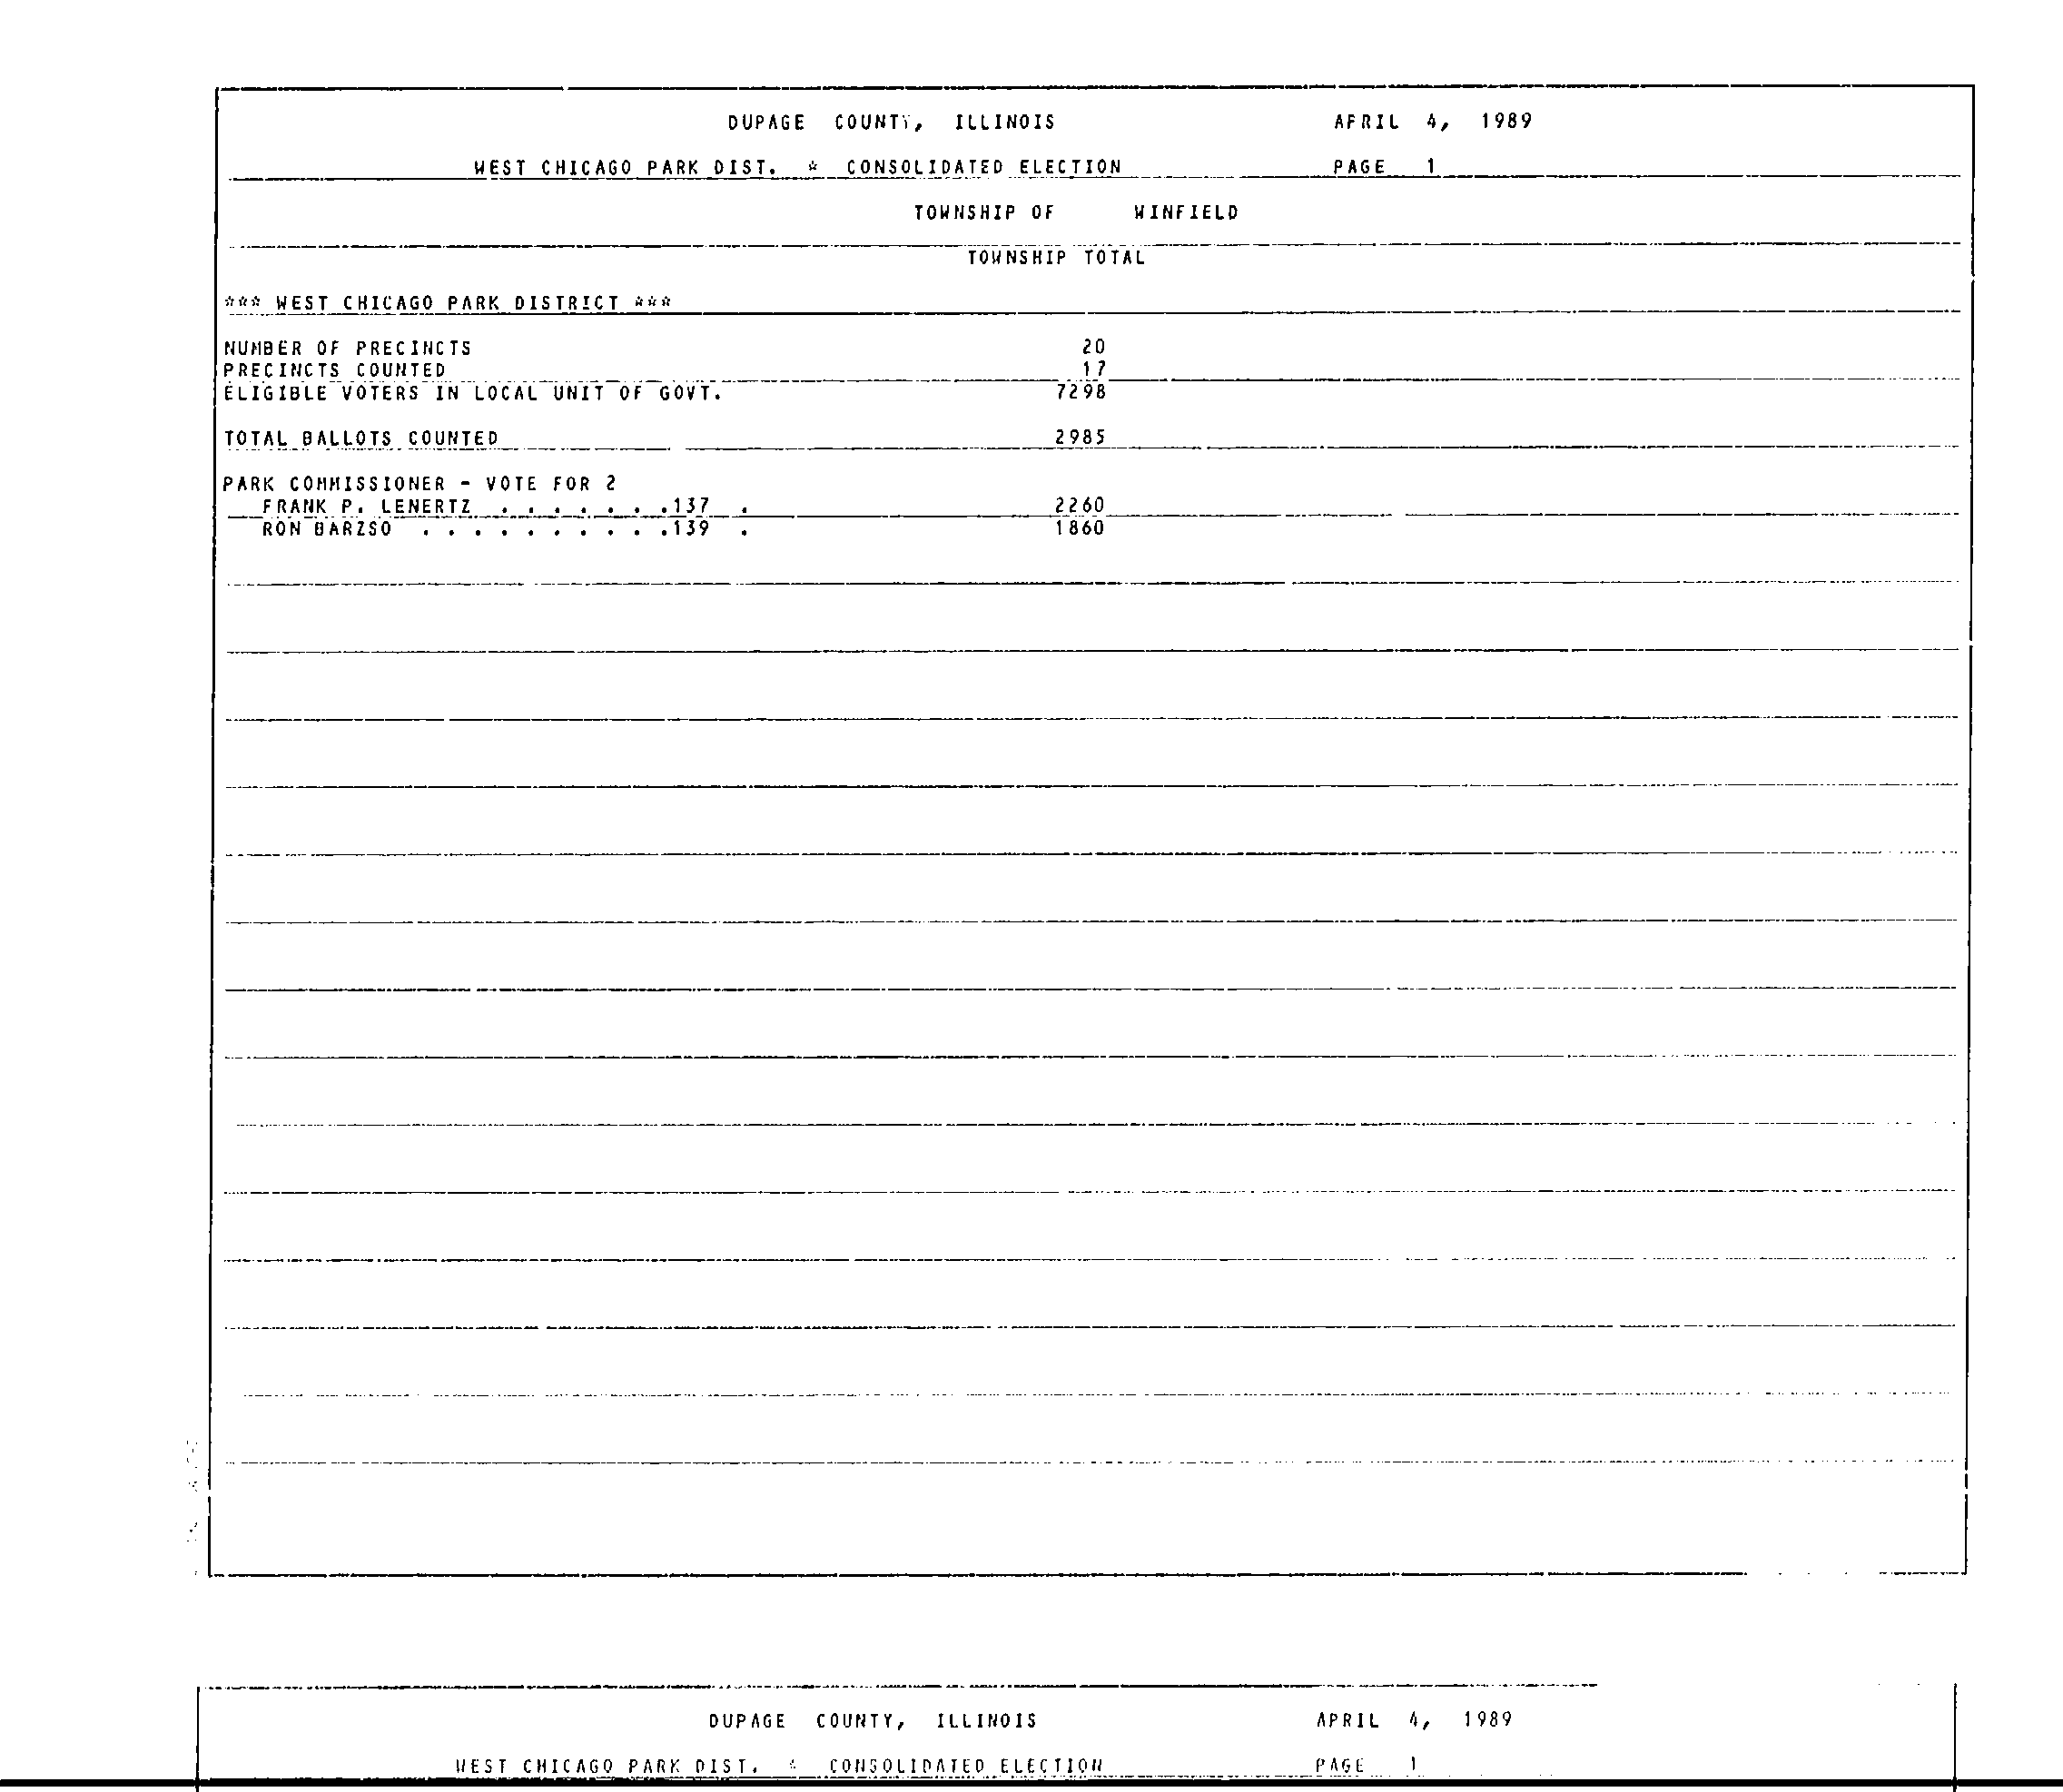 DUPAGE COUNTY, ILLINOIS APRIL 4, 1989
WEST CHICAGO PARK DIST. * CONSOLIDATED ELECTION PAGE 1
TOWNSHIP OF WINFIELD
TOWNSHIP TOTAL
*** WEST CHICAGO PARK DISTRICT ***
NUMBER OF PRECINCTS 20
PRECINCTS COUNTED 17
ELIGIBLE VOTERS IN LOCAL UNIT OF GOVT. 7298
TOTAL BALLOTS COUNTED 2985
PARK COMMISSIONER - VOTE FOR 2
FRANK P. LENERTZ . . . . . . .137 . 2260
RON BARZSO . . . . . . . . . .139 . 1860
DUPAGE COUNTY, ILLINOIS APRIL 4, 1989
WEST CHICAGO PARK DIST. * CONSOLIDATED ELECTION PAGE 1